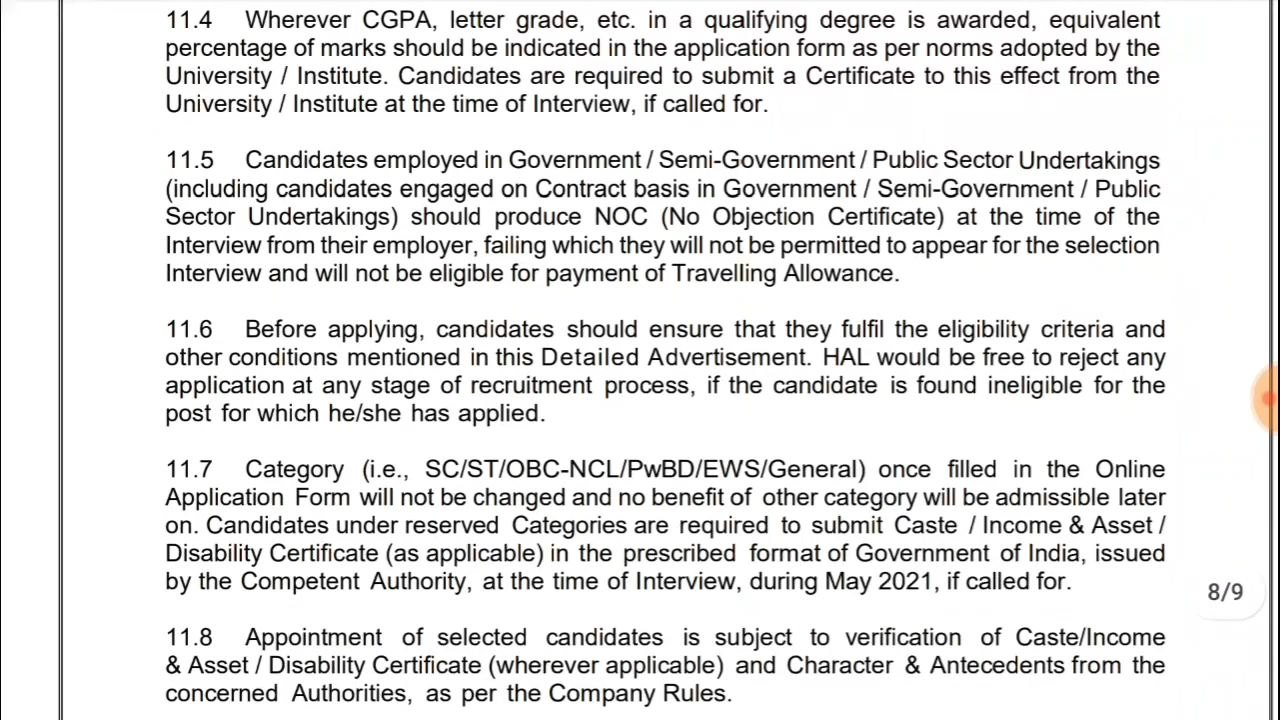 11.4 Wherever CGPA, letter grade, etc. in a qualifying degree is awarded, equivalent
percentage of marks should be indicated in the application form as per norms adopted by the
University / Institute. Candidates are required to submit a Certificate to this effect from the
University / Institute at the time of Interview, if called for.
11.5 Candidates employed in Government / Semi-Government / Public Sector Undertakings
(including candidates engaged on Contract basis in Government / Semi-Government / Public
Sector Undertakings) should produce NOC (No Objection Certificate) at the time of the
Interview from their employer, failing which they will not be permitted to appear for the selection
Interview and will not be eligible for payment of Travelling Allowance.
11.6 Before applying, candidates should ensure that they fulfil the eligibility criteria and
other conditions mentioned in this Detailed Advertisement. HAL would be free to reject any
application at any stage of recruitment process, if the candidate is found ineligible for the
post for which he/she has applied.
11.7 Category (i.e., SC/ST/OBC-NCL/PwBD/EWS/General) once filled in the Online
Application Form will not be changed and no benefit of other category will be admissible later
on. Candidates under reserved Categories are required to submit Caste / Income & Asset /
Disability Certificate (as applicable) in the prescribed format of Government of India, issued
by the Competent Authority, at the time of Interview, during May 2021, if called for.
8/9
11.8 Appointment of selected candidates is subject to verification of Caste/Income
& Asset / Disability Certificate (wherever applicable) and Character & Antecedents from the
concerned Authorities, as per the Company Rules.